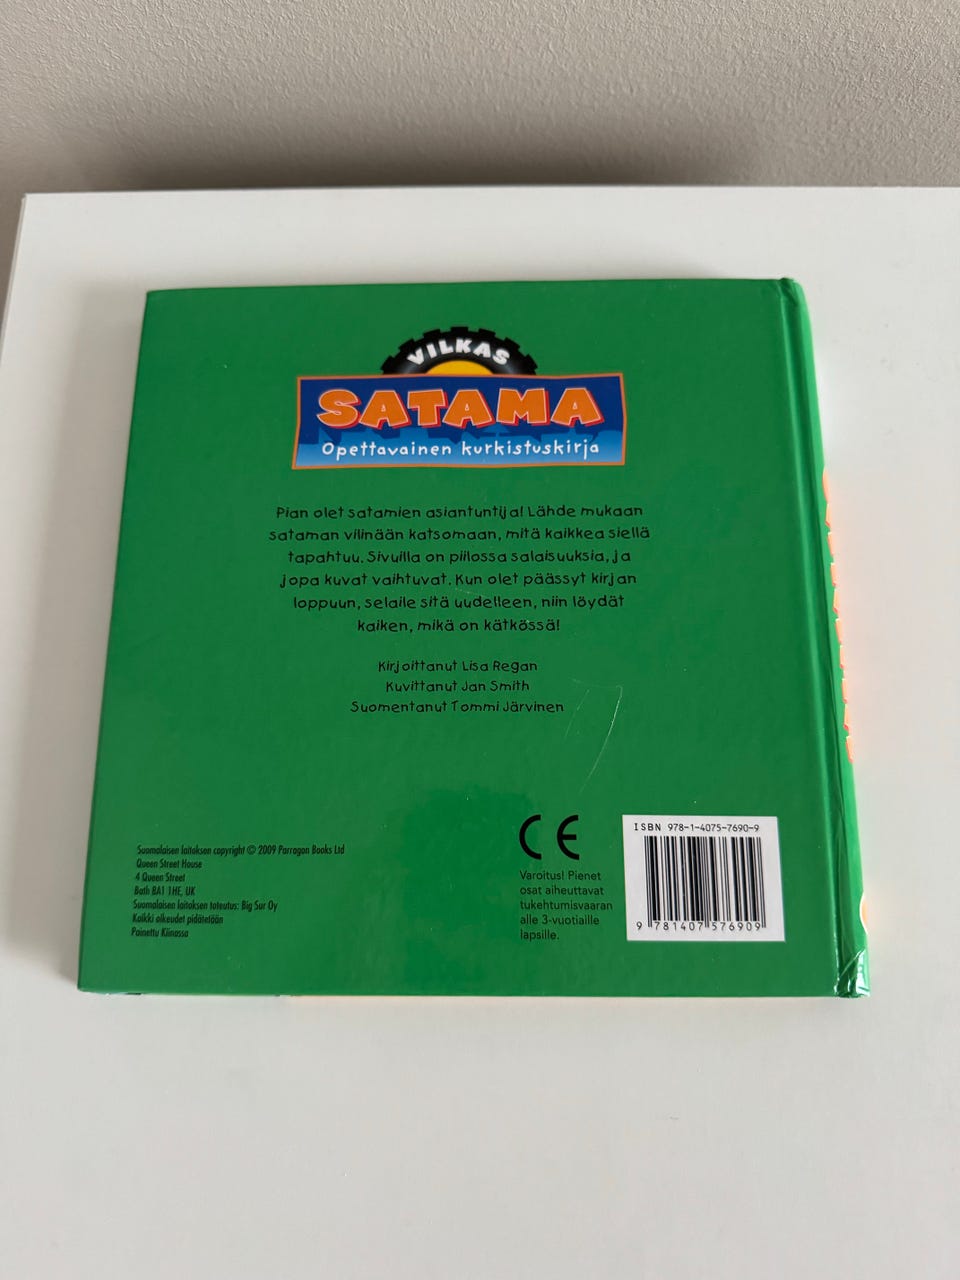 VILKAS
SATAMA
Opettavainen kurkistuskirja
Pian olet satamien asiantuntija! Lähde mukaan
sataman vilinään katsomaan, mitä kaikkea siellä
tapahtuu. Sivuilla on piilossa salaisuuksia, ja
jopa kuvat vaihtuvat. Kun olet päässyt kirjan
loppuun, selaile sitä uudelleen, niin löydät
kaiken, mikä on kätkössä!
Kirjoittanut Lisa Regan
Kuvittanut Jan Smith
Suomentanut Tommi Järvinen
Suomalaisen laitoksen copyright © 2009 Parragon Books Ltd
Queen Street House
4 Queen Street
Bath BA1 1HE, UK
Suomalaisen laitoksen toteutus: Big Sur Oy
Kaikki oikeudet pidätetään
Painettu Kiinassa
CE
Varoitus! Pienet
osat aiheuttavat
tukehtumisvaaran
alle 3-vuotiaille
lapsille.
ISBN 978-1-4075-7690-9
9 781407 576909